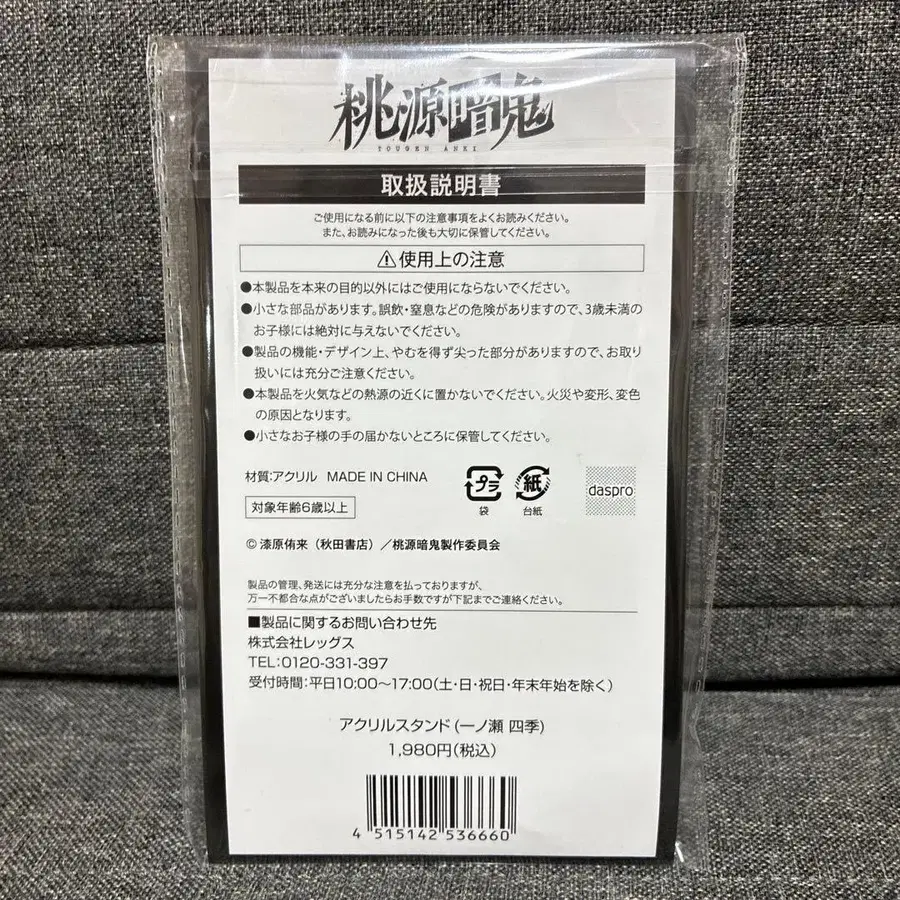 桃源暗鬼
TOUGEN ANKI
取扱説明書
ご使用になる前に以下の注意事項をよくお読みください。
また、お読みになった後も大切に保管してください。
⚠使用上の注意
●本製品を本来の目的以外にはご使用にならないでください。
●小さな部品があります。誤飲・窒息などの危険がありますので、3歳未満の
お子様には絶対に与えないでください。
●製品の機能・デザイン上、やむを得ず尖った部分がありますので、お取り
扱いには充分ご注意ください。
●本製品を火気などの熱源の近くに置かないでください。火災や変形、変色
の原因となります。
●小さなお子様の手の届かないところに保管してください。
材質：アクリル MADE IN CHINA
プラ
袋
紙
台紙
daspro
対象年齢6歳以上
© 漆原侑来（秋田書店）／桃源暗鬼製作委員会
製品の管理、発送には充分な注意を払っておりますが、
万一不都合な点がございましたらお手数ですが下記までご連絡ください。
■製品に関するお問い合わせ先
株式会社レッグス
TEL：0120-331-397
受付時間：平日10:00～17:00（土・日・祝日・年末年始を除く）
アクリルスタンド（一ノ瀬 四季）
1,980円（税込）
4 515142 536660